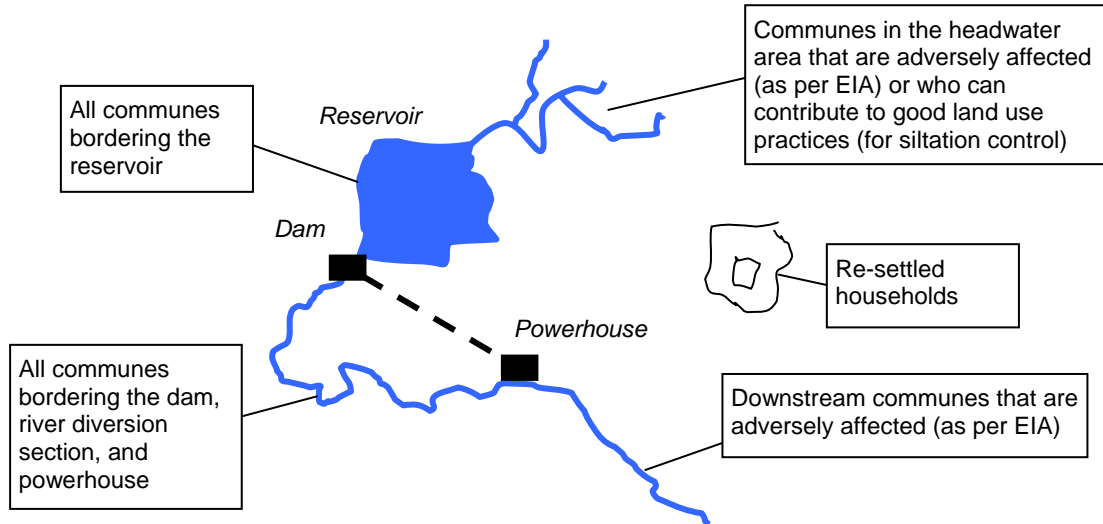 Communes in the headwater
area that are adversely affected
(as per EIA) or who can
contribute to good land use
practices (for siltation control)
All communes
bordering the
reservoir
Reservoir
Dam
Re-settled
households
Powerhouse
All communes
bordering the dam,
river diversion
section, and
powerhouse
Downstream communes that are
adversely affected (as per EIA)